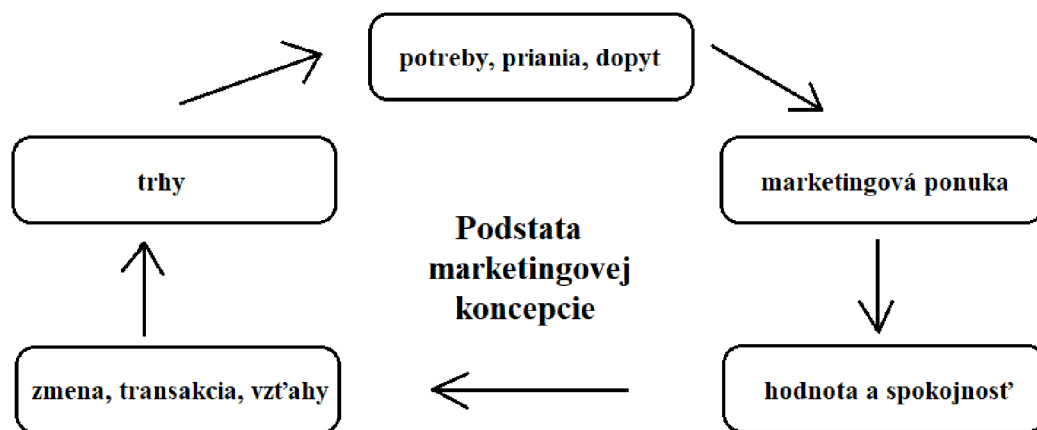 potreby, priania, dopyt
trhy
marketingová ponuka
Podstata
marketingovej
koncepcie
zmena, transakcia, vzťahy
hodnota a spokojnosť